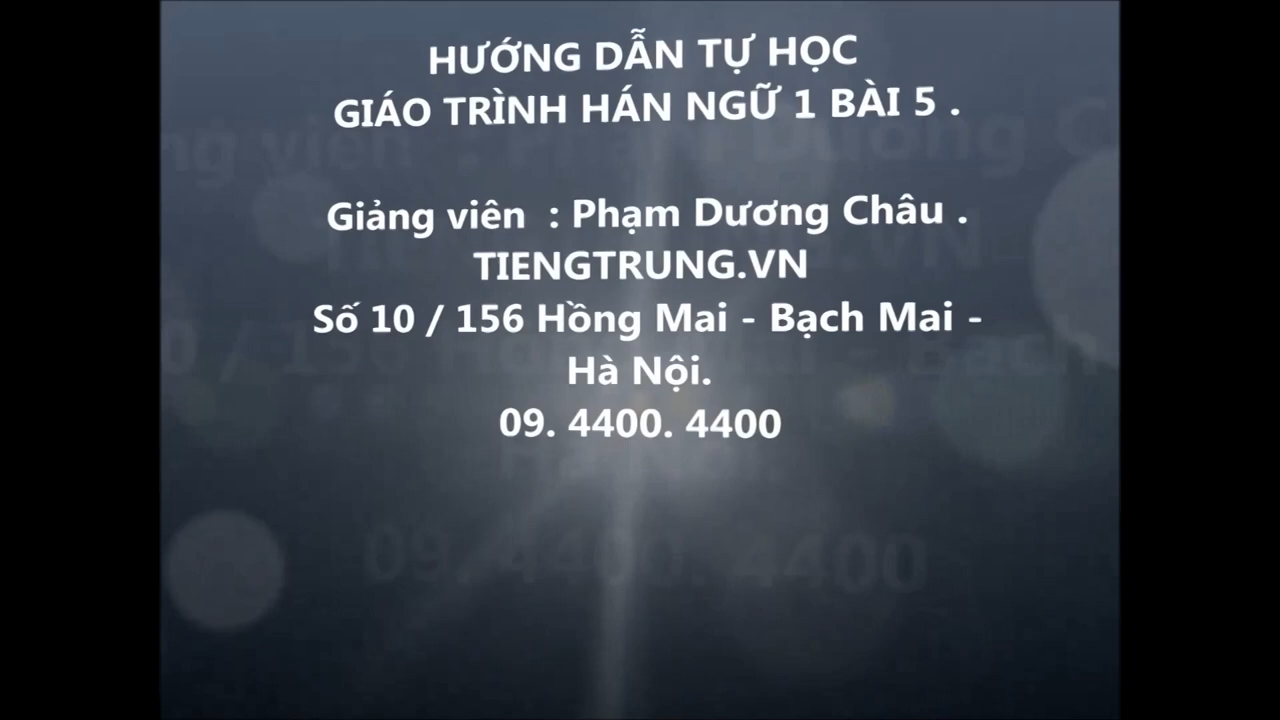 HƯỚNG DẪN TỰ HỌC
GIÁO TRÌNH HÁN NGỮ 1 BÀI 5 .
Giảng viên : Phạm Dương Châu .
TIENGTRUNG.VN
Số 10 / 156 Hồng Mai - Bạch Mai -
Hà Nội.
09. 4400. 4400